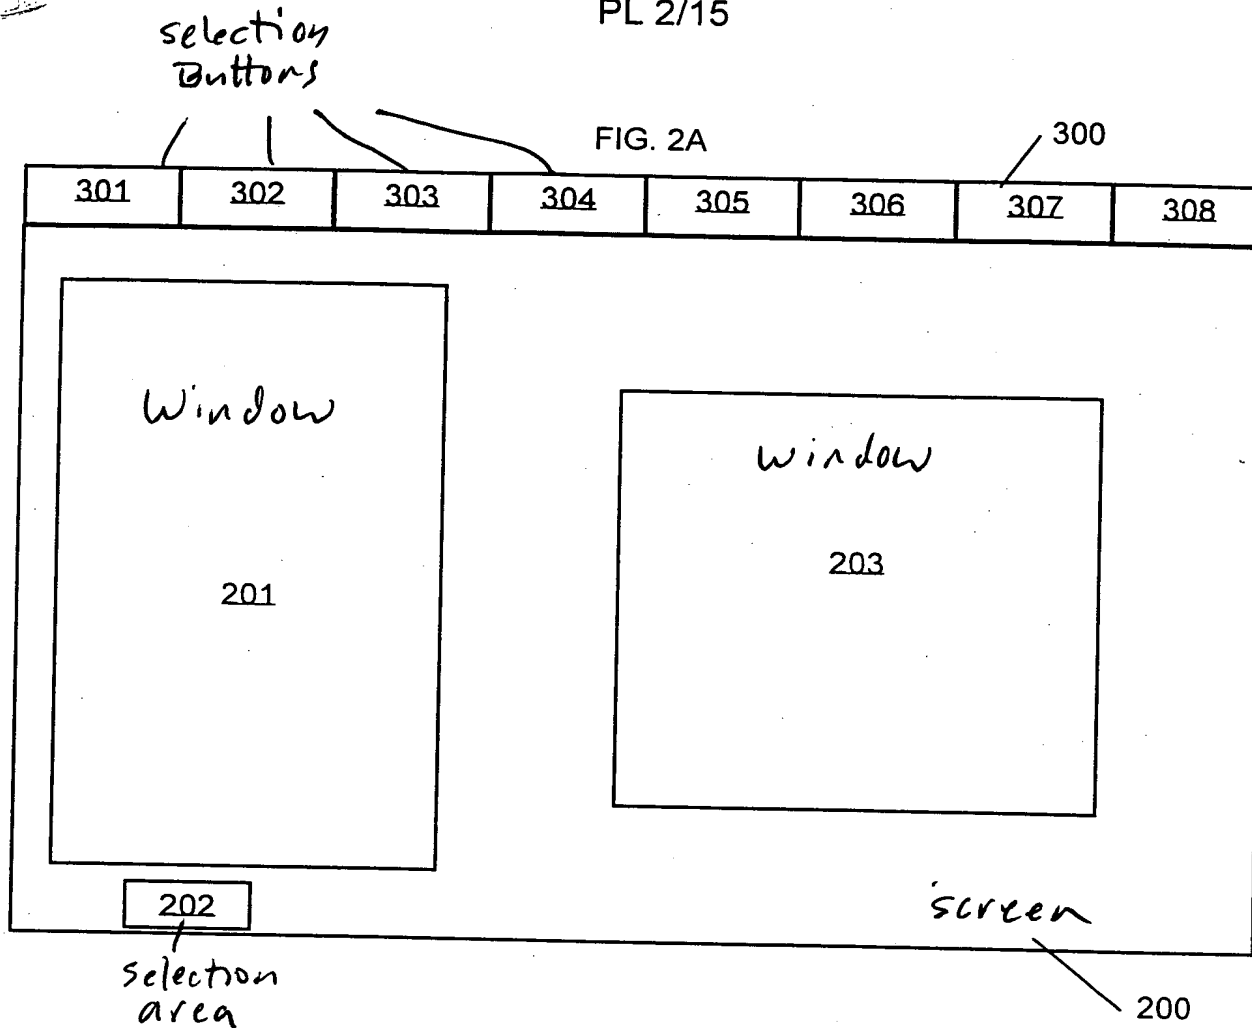 PL 2/15
selection
Buttons
FIG. 2A
300
301 302 303 304 305 306 307 308
Window
window
203
201
202
screen
selection
area
200